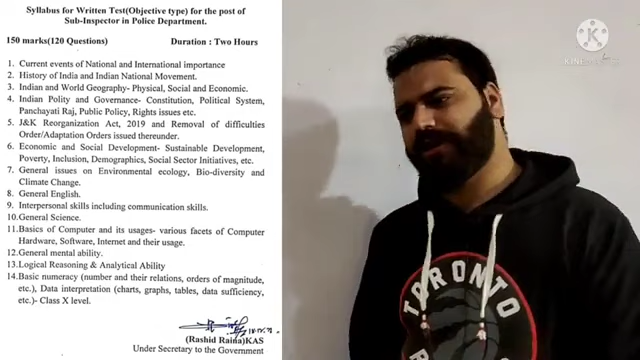 Syllabus for Written Test(Objective type) for the post of
Sub-Inspector in Police Department.
150 marks(120 Questions) Duration : Two Hours
1. Current events of National and International importance
2. History of India and Indian National Movement.
3. Indian and World Geography- Physical, Social and Economic.
4. Indian Polity and Governance- Constitution, Political System,
Panchayati Raj, Public Policy, Rights issues etc.
5. J&K Reorganization Act, 2019 and Removal of difficulties
Order/Adaptation Orders issued thereunder.
6. Economic and Social Development- Sustainable Development,
Poverty, Inclusion, Demographics, Social Sector Initiatives, etc.
7. General issues on Environmental ecology, Bio-diversity and
Climate Change.
8. General English.
9. Interpersonal skills including communication skills.
10.General Science.
11.Basics of Computer and its usages- various facets of Computer
Hardware, Software, Internet and their usage.
12.General mental ability.
13.Logical Reasoning & Analytical Ability
14.Basic numeracy (number and their relations, orders of magnitude,
etc.), Data interpretation (charts, graphs, tables, data sufficiency,
etc.)- Class X level.
(Rashid Raina)KAS
Under Secretary to the Government
K
TORONTO